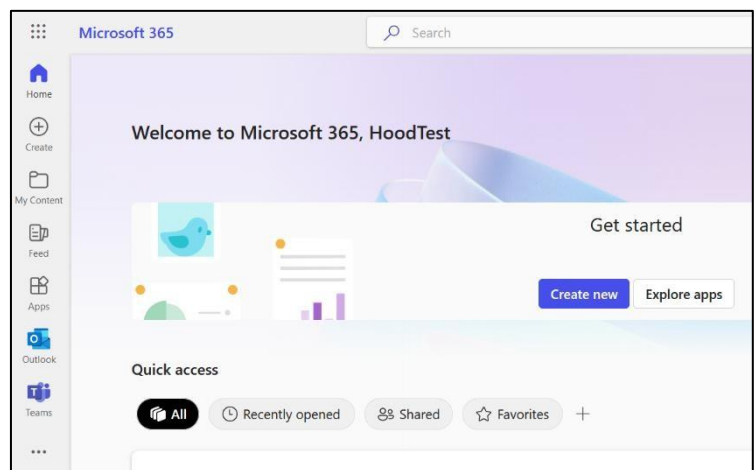 Microsoft 365
Search
Home
Create
My Content
Feed
Apps
Outlook
Teams
Welcome to Microsoft 365, HoodTest
Get started
Create new
Explore apps
Quick access
All
Recently opened
Shared
Favorites